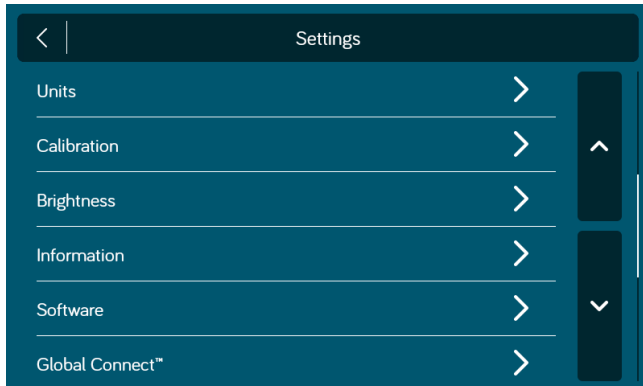 Settings
Units
Calibration
Brightness
Information
Software
Global Connect™